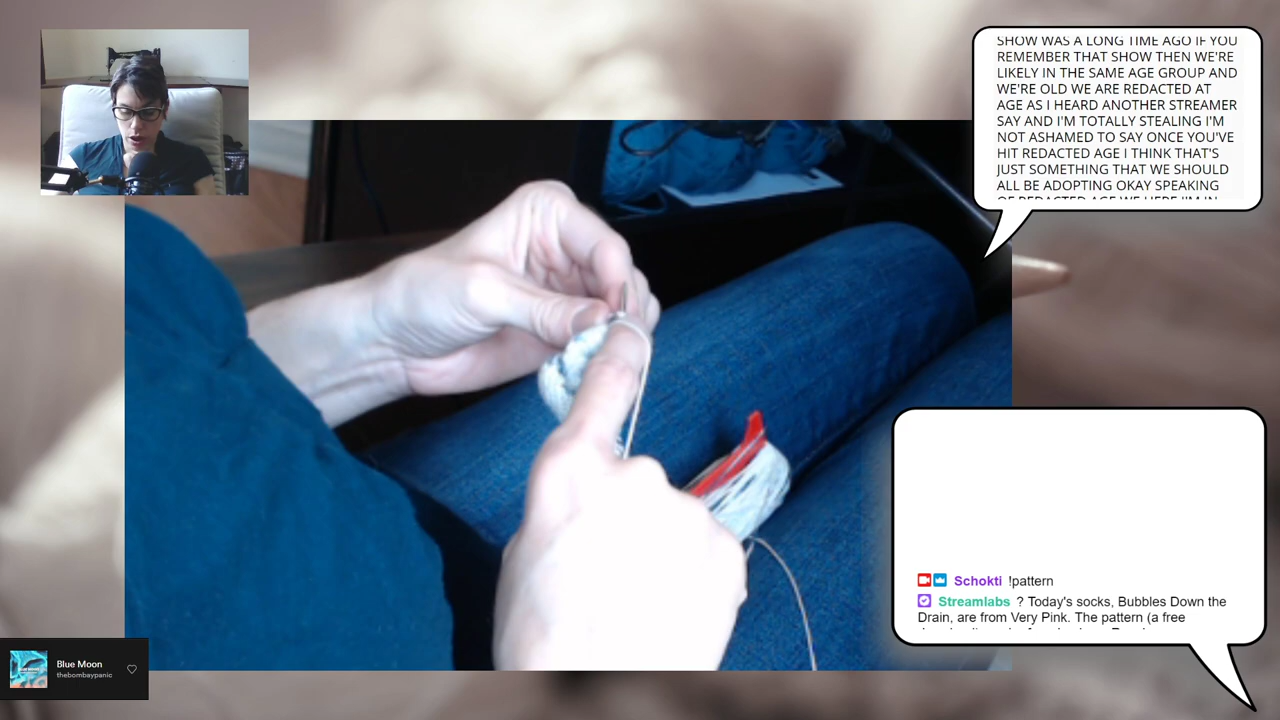 SHOW WAS A LONG TIME AGO IF YOU
REMEMBER THAT SHOW THEN WE'RE
LIKELY IN THE SAME AGE GROUP AND
WE'RE OLD WE ARE REDACTED AT
AGE AS I HEARD ANOTHER STREAMER
SAY AND I'M TOTALLY STEALING I'M
NOT ASHAMED TO SAY ONCE YOU'VE
HIT REDACTED AGE I THINK THAT'S
JUST SOMETHING THAT WE SHOULD
ALL BE ADOPTING OKAY SPEAKING
Schokti !pattern
Streamlabs ? Today's socks, Bubbles Down the
Drain, are from Very Pink. The pattern (a free
Blue Moon
thebombaypanic